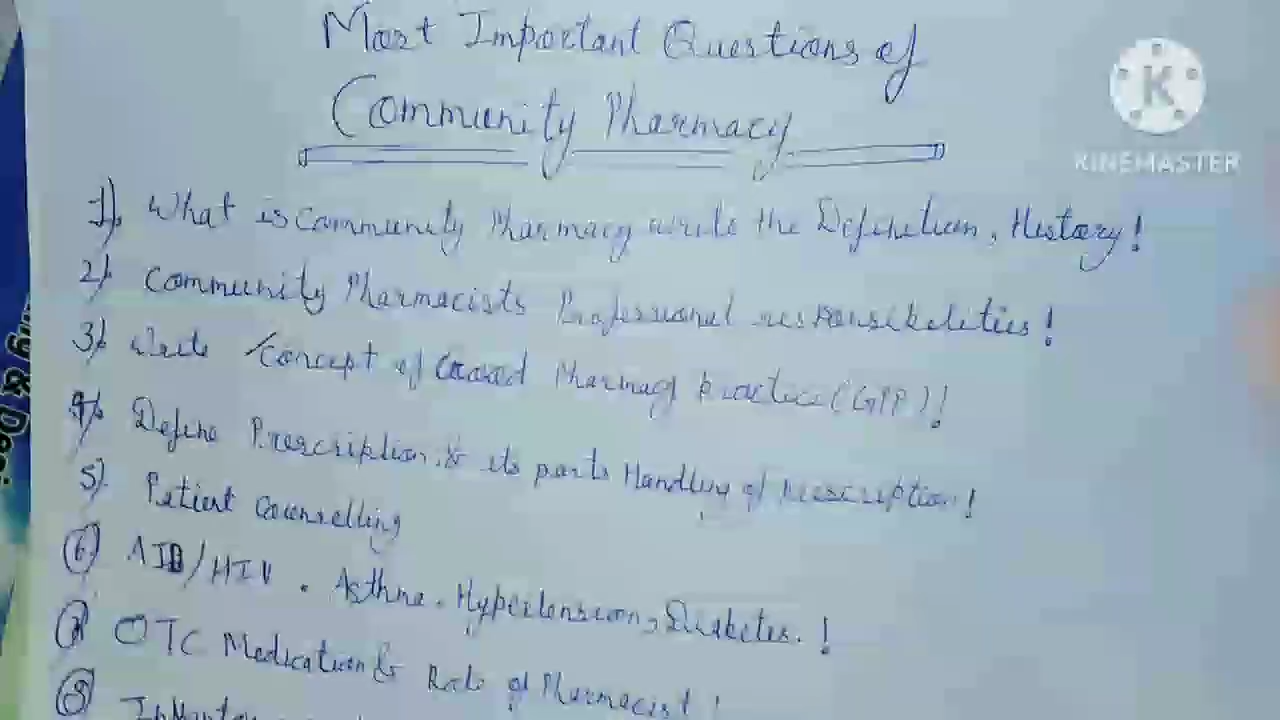 Most Important Questions of
Community Pharmacy
KINEMASTER
1) What is Community Pharmacy write the Definition, History!
2) Community Pharmacists Professional responsibilities!
3) Write Concept of Good Pharmacy Practice (GPP)!
4) Define Prescription & its parts Handling of prescription!
5) Patient Counselling
6) AID/HIV. Asthma. Hypertension, Diabetes.!
7) OTC Medication & Role of Pharmacist!
8)